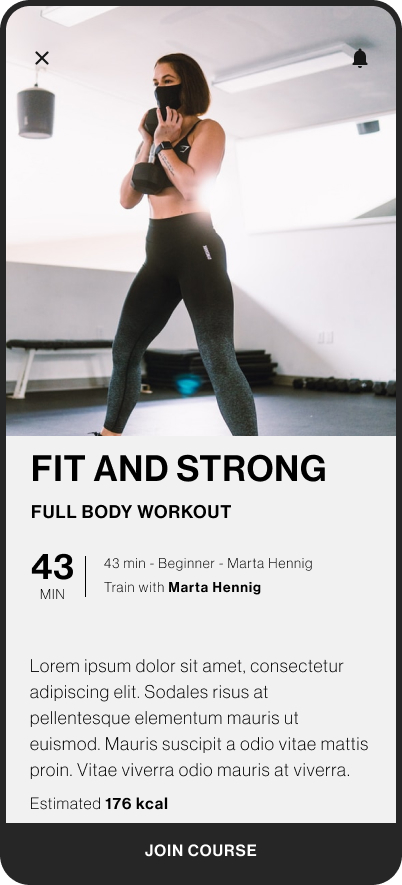 FIT AND STRONG
FULL BODY WORKOUT
43
MIN
43 min - Beginner - Marta Hennig
Train with Marta Hennig
Lorem ipsum dolor sit amet, consectetur
adipiscing elit. Sodales risus at
pellentesque elementum mauris ut
euismod. Mauris suscipit a odio vitae mattis
proin. Vitae viverra odio mauris at viverra.
Estimated 176 kcal
JOIN COURSE